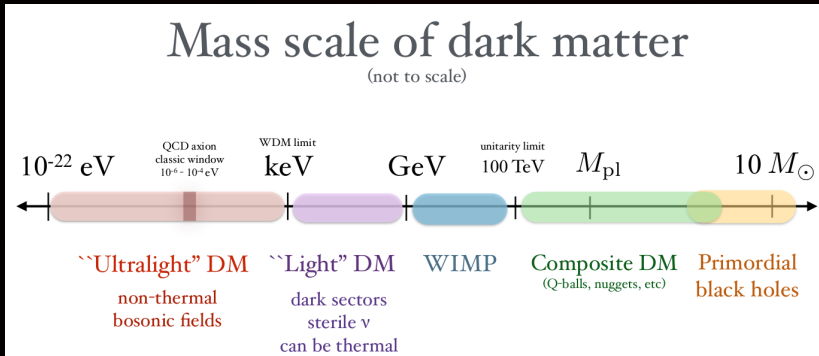 Mass scale of dark matter
(not to scale)
10⁻²² eV
QCD axion
classic window
10⁻⁶ - 10⁻⁴ eV
WDM limit
keV
GeV
unitarity limit
100 TeV
M_pl
10 M_⊙
``Ultralight” DM
non-thermal
bosonic fields
``Light” DM
dark sectors
sterile ν
can be thermal
WIMP
Composite DM
(Q-balls, nuggets, etc)
Primordial
black holes